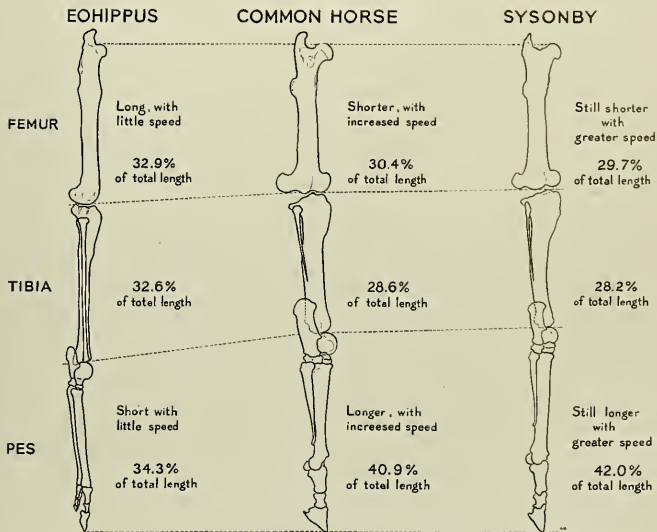 EOHIPPUS COMMON HORSE SYSONBY
FEMUR
Long, with
little speed
32.9%
of total length
Shorter, with
increased speed
30.4%
of total length
Still shorter
with
greater speed
29.7%
of total length
TIBIA
32.6%
of total length
28.6%
of total length
28.2%
of total length
PES
Short with
little speed
34.3%
of total length
Longer, with
increased speed
40.9%
of total length
Still longer
with
greater speed
42.0%
of total length